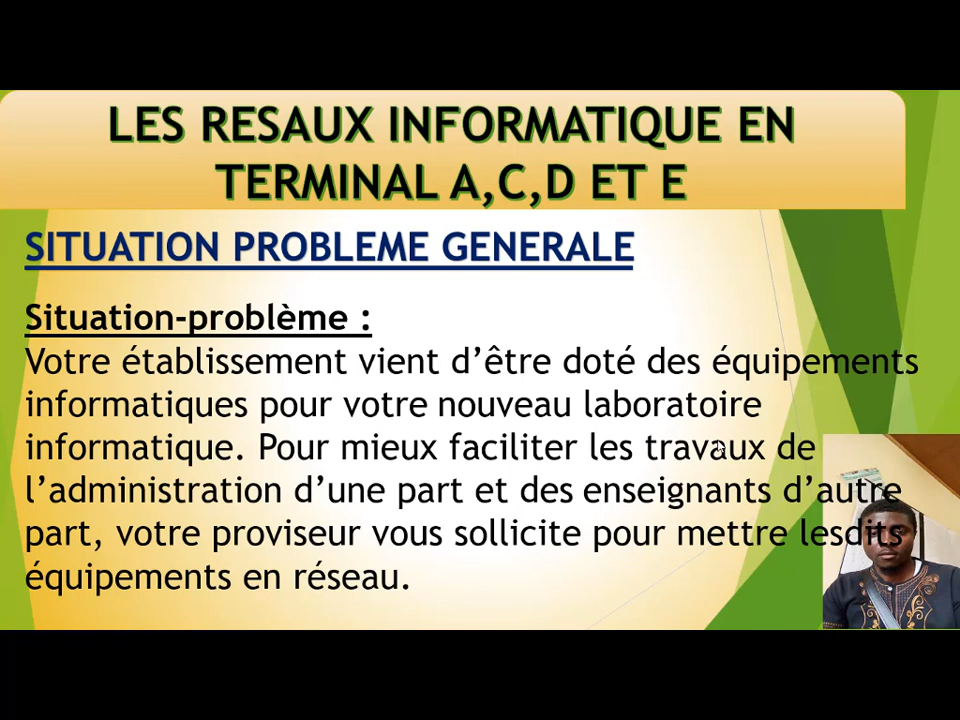 LES RESAUX INFORMATIQUE EN
TERMINAL A,C,D ET E
SITUATION PROBLEME GENERALE
Situation-problème :
Votre établissement vient d’être doté des équipements
informatiques pour votre nouveau laboratoire
informatique. Pour mieux faciliter les travaux de
l’administration d’une part et des enseignants d’autre
part, votre proviseur vous sollicite pour mettre lesdits
équipements en réseau.